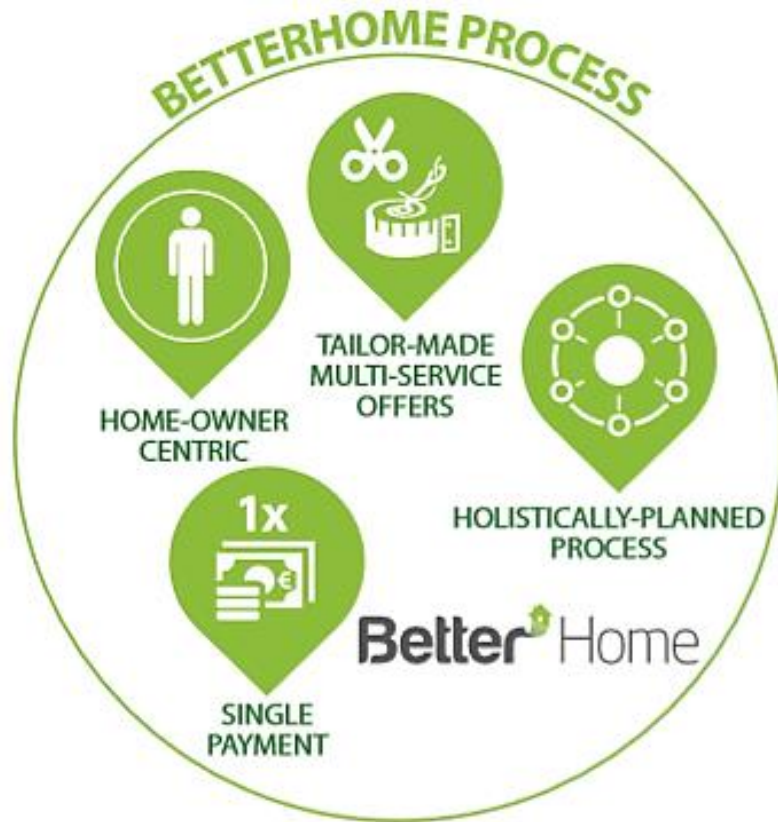 BETTERHOME PROCESS
TAILOR-MADE
MULTI-SERVICE
OFFERS
HOME-OWNER
CENTRIC
HOLISTICALLY-PLANNED
PROCESS
1x
€
SINGLE
PAYMENT
Better Home